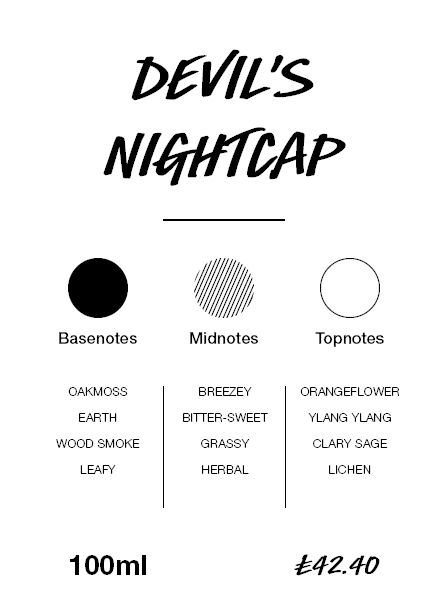 DEVIL'S
NIGHTCAP
Basenotes Midnotes Topnotes
OAKMOSS BREEZEY ORANGEFLOWER
EARTH BITTER-SWEET YLANG YLANG
WOOD SMOKE GRASSY CLARY SAGE
LEAFY HERBAL LICHEN
100ml £42.40